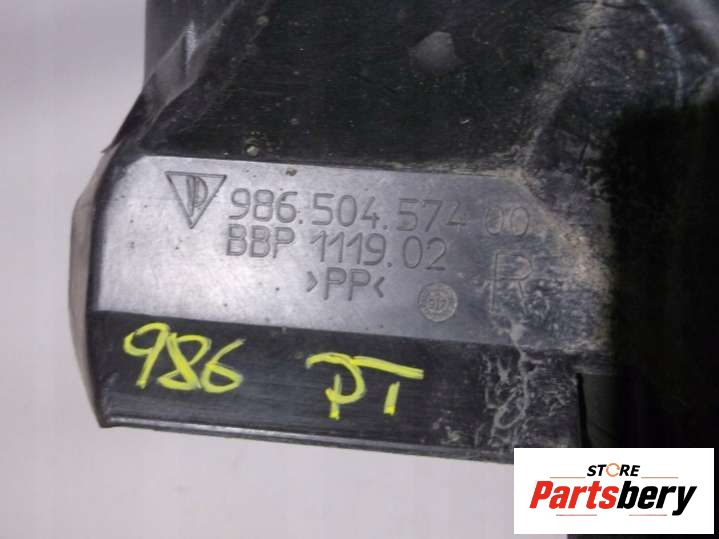 986.504.574 00
BBP 1119.02
>PP<
R
986 PT
STORE
Partsbery